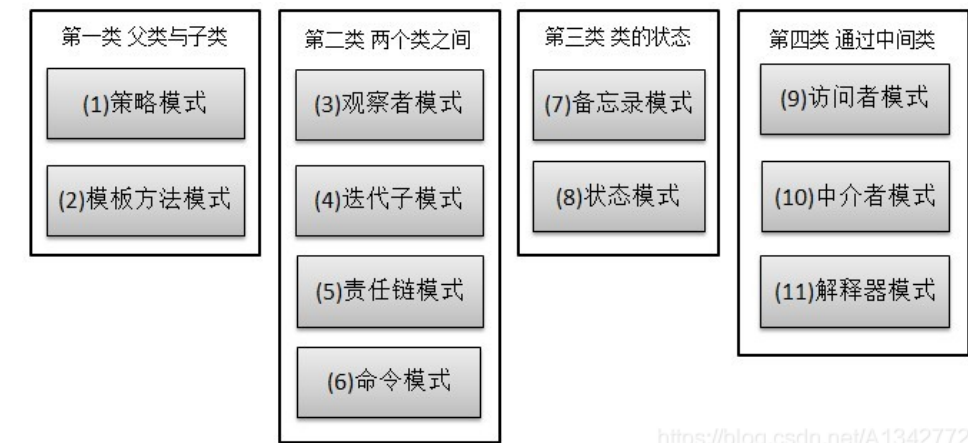 第一类 父类与子类
(1)策略模式
(2)模板方法模式
第二类 两个类之间
(3)观察者模式
(4)迭代子模式
(5)责任链模式
(6)命令模式
第三类 类的状态
(7)备忘录模式
(8)状态模式
第四类 通过中间类
(9)访问者模式
(10)中介者模式
(11)解释器模式
https://blog.csdn.net/A1342772